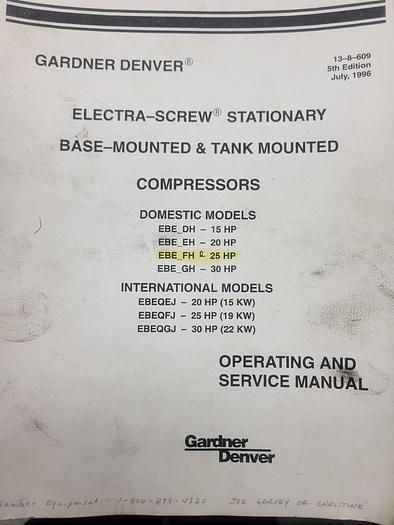 GARDNER DENVER®
13–8–609
5th Edition
July, 1996
ELECTRA–SCREW® STATIONARY
BASE–MOUNTED & TANK MOUNTED
COMPRESSORS
DOMESTIC MODELS
EBE_DH – 15 HP
EBE_EH – 20 HP
EBE_FH – 25 HP
EBE_GH – 30 HP
INTERNATIONAL MODELS
EBEQEJ – 20 HP (15 KW)
EBEQFJ – 25 HP (19 KW)
EBEQGJ – 30 HP (22 KW)
OPERATING AND
SERVICE MANUAL
Gardner
Denver
Equipment 1-800-899-4520 JOE GARVEY OR CHRISTINE